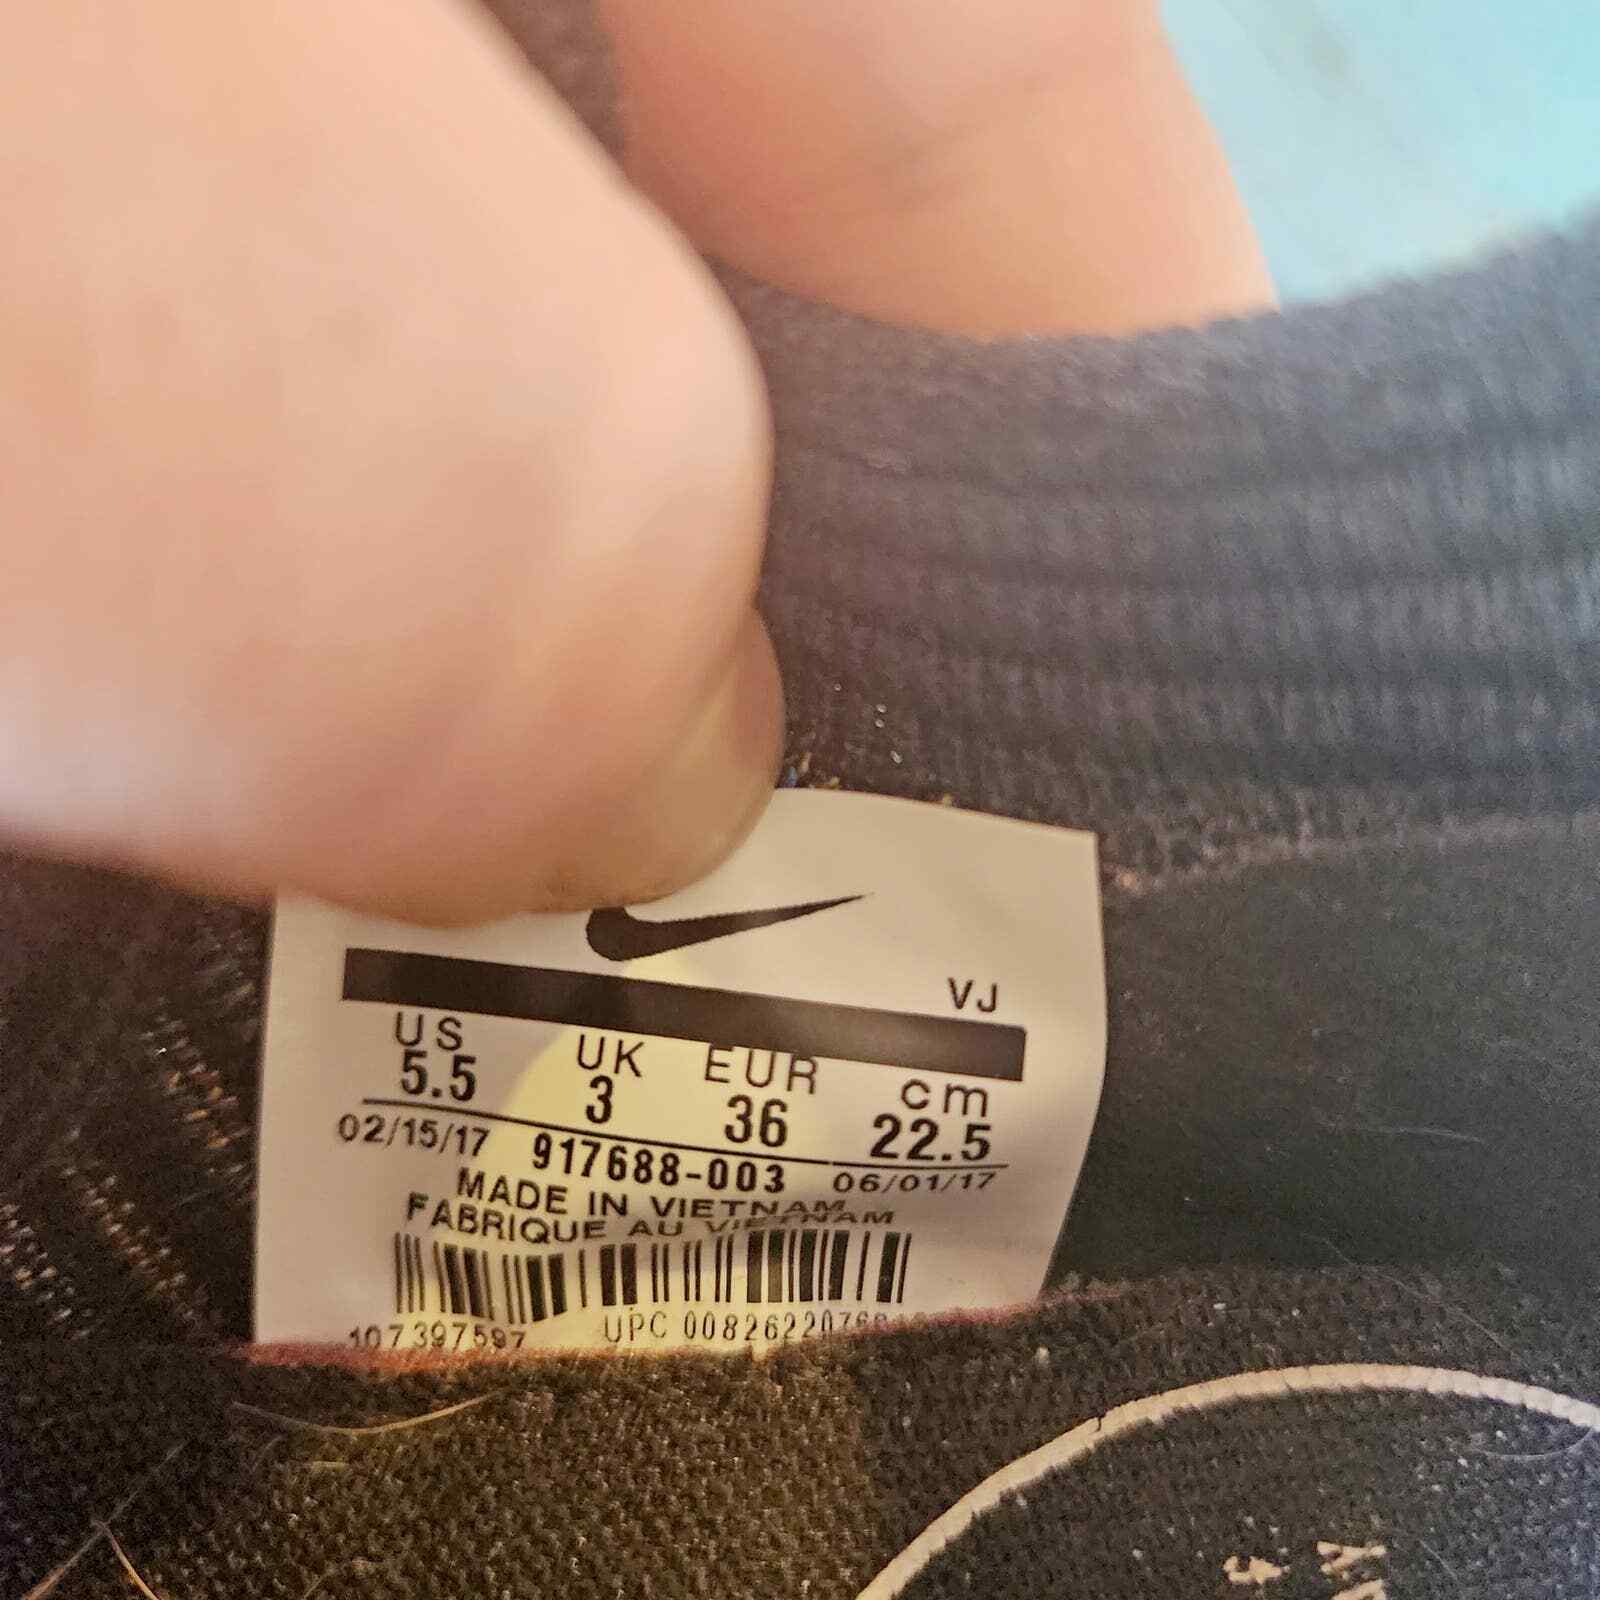 VJ
US UK EUR cm
5.5 3 36 22.5
02/15/17 917688-003 06/01/17
MADE IN VIETNAM
FABRIQUE AU VIETNAM
107397597 UPC